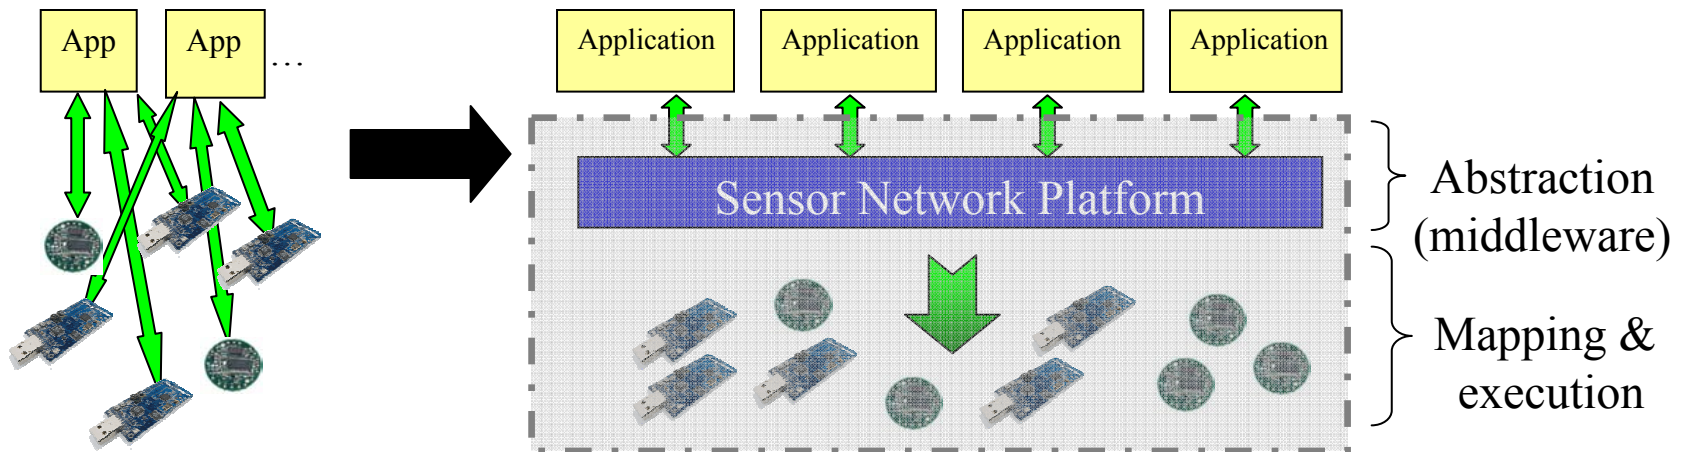 App
App
...
Application
Application
Application
Application
Sensor Network Platform
Abstraction
(middleware)
Mapping &
execution